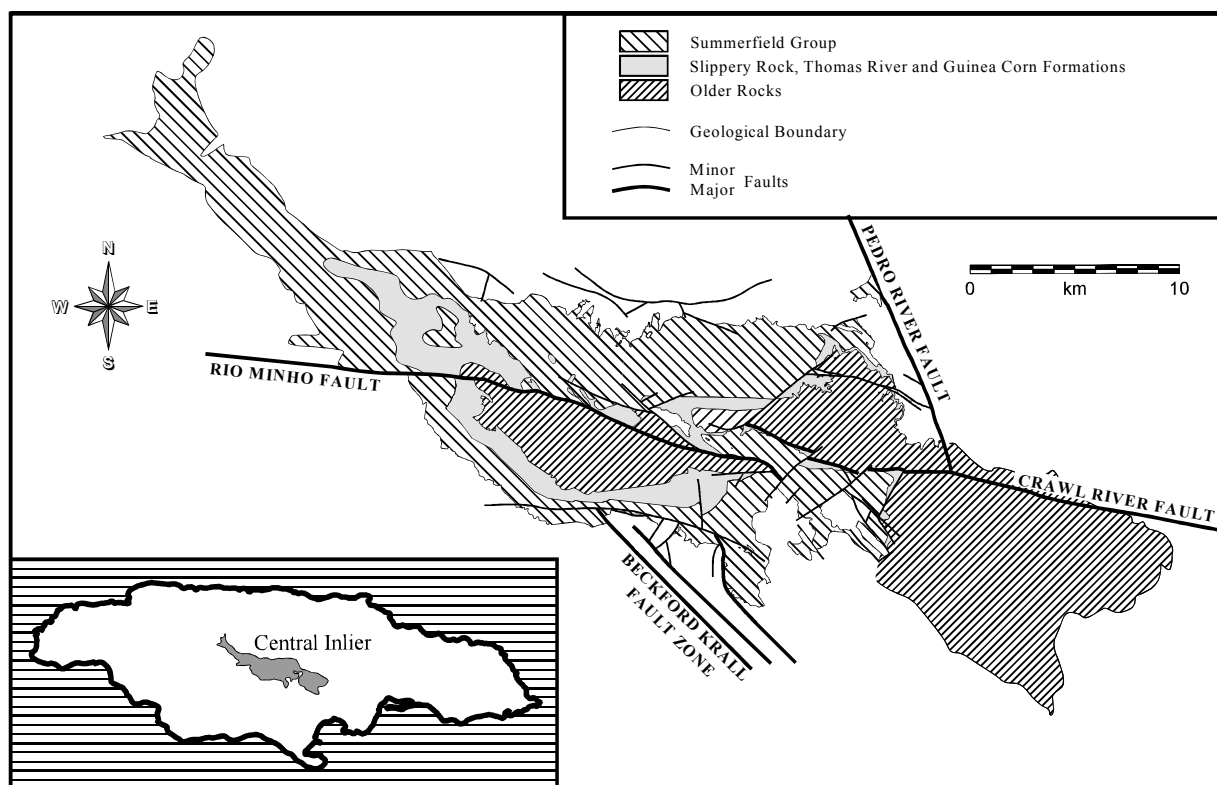 Summerfield Group
Slippery Rock, Thomas River and Guinea Corn Formations
Older Rocks
Geological Boundary
Minor
Major
Faults
N
W E
S
RIO MINHO FAULT
PEDRO RIVER FAULT
0 km 10
CRAWL RIVER FAULT
BECKFORD KRALL
FAULT ZONE
Central Inlier